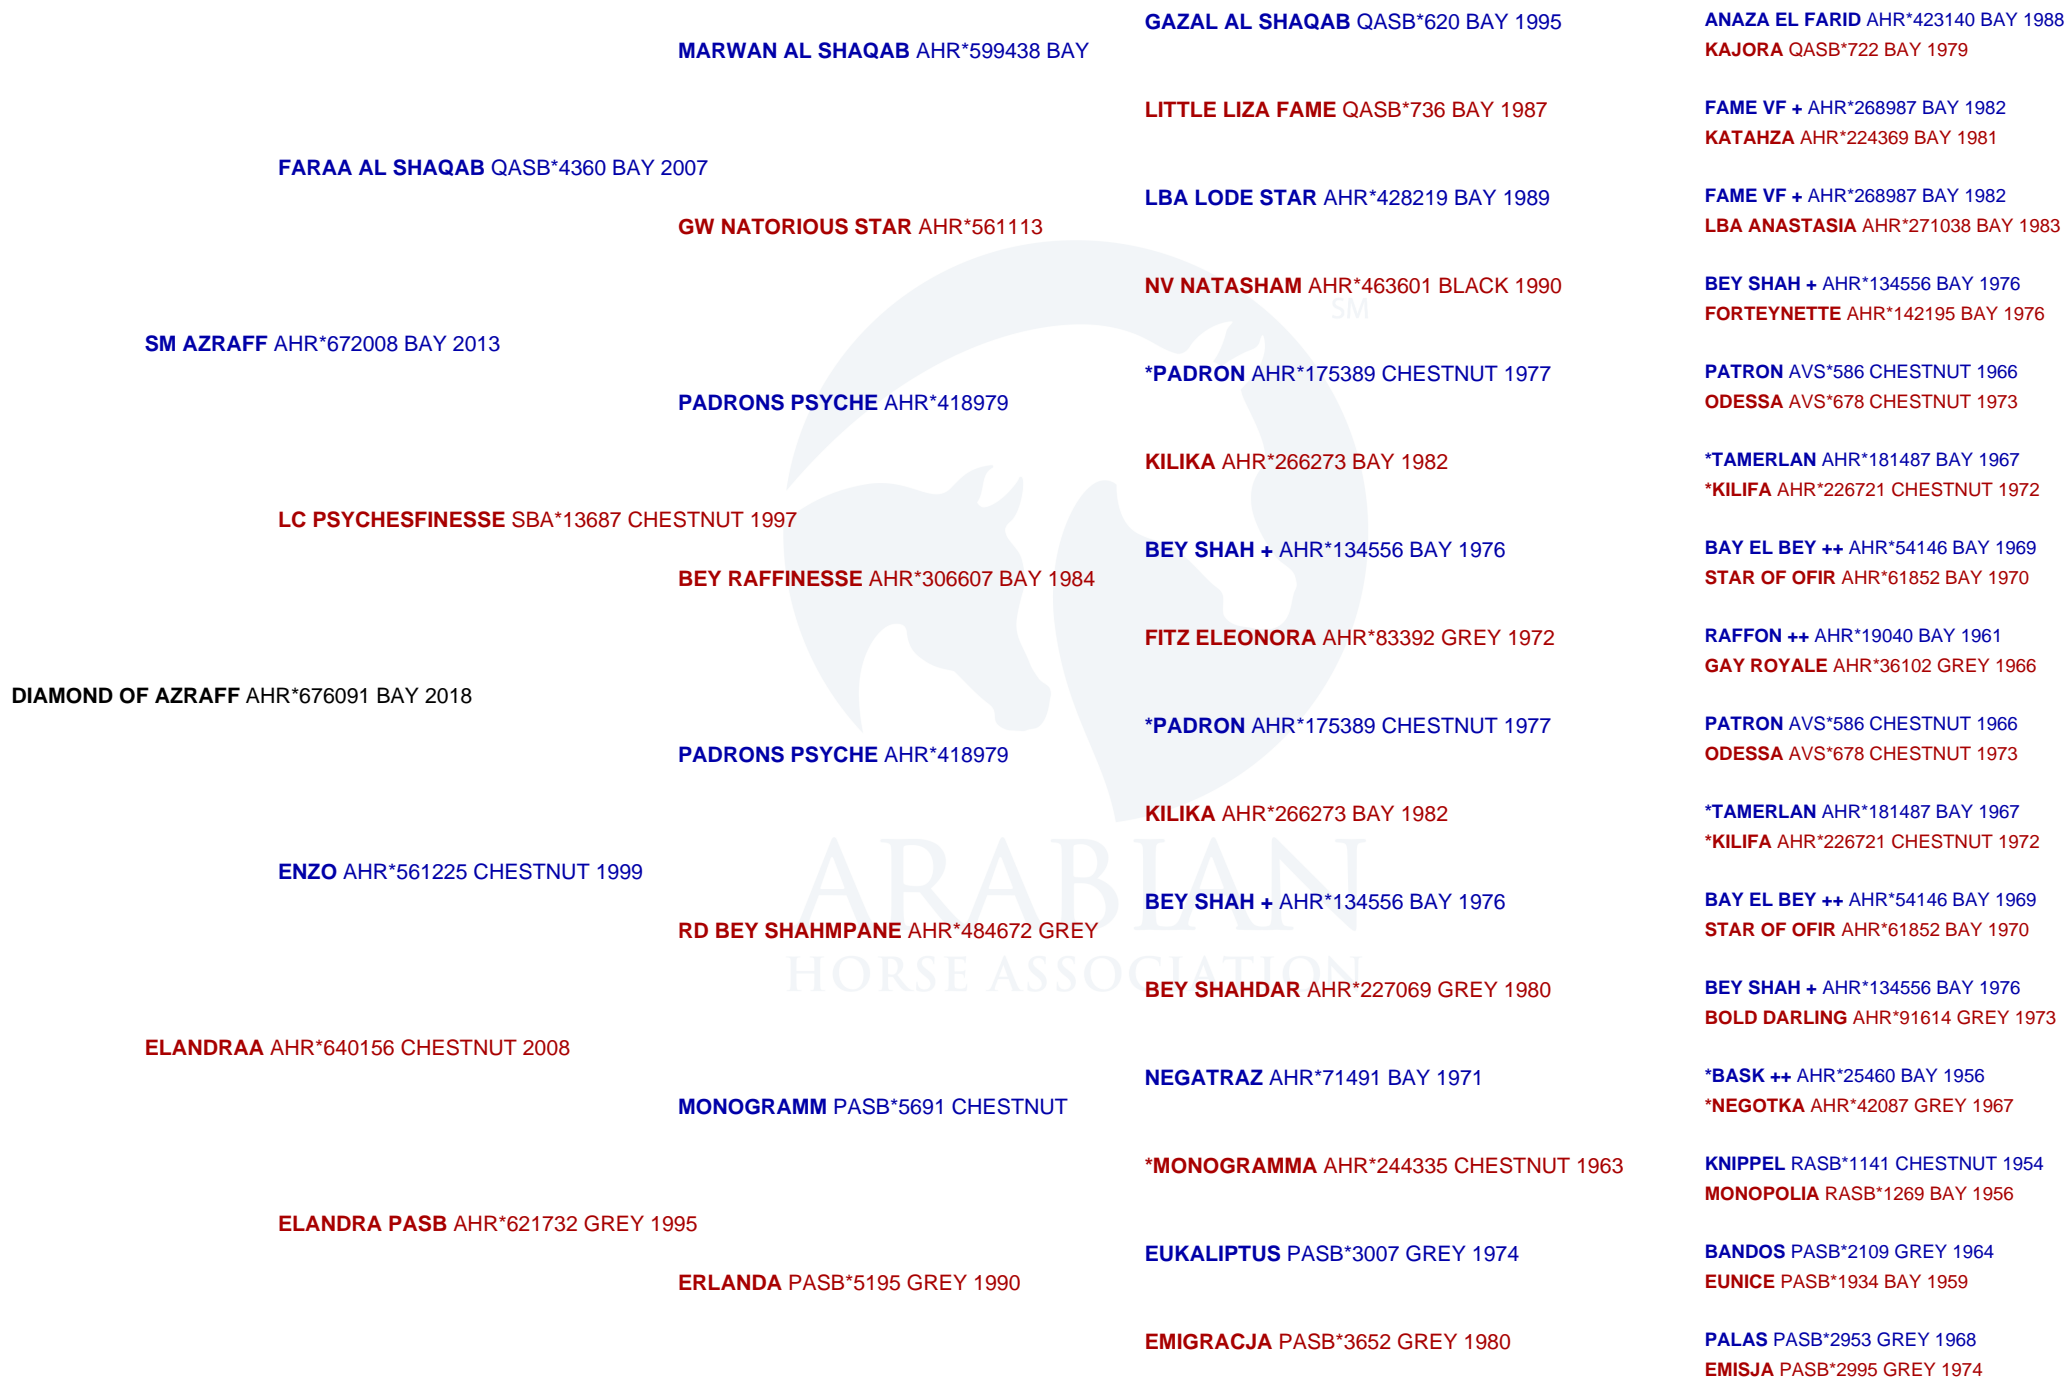 GAZAL AL SHAQAB QASB*620 BAY 1995
ANAZA EL FARID AHR*423140 BAY 1988
MARWAN AL SHAQAB AHR*599438 BAY
KAJORA QASB*722 BAY 1979
LITTLE LIZA FAME QASB*736 BAY 1987
FAME VF + AHR*268987 BAY 1982
KATAHZA AHR*224369 BAY 1981
FARAA AL SHAQAB QASB*4360 BAY 2007
LBA LODE STAR AHR*428219 BAY 1989
FAME VF + AHR*268987 BAY 1982
GW NATORIOUS STAR AHR*561113
LBA ANASTASIA AHR*271038 BAY 1983
NV NATASHAM AHR*463601 BLACK 1990
BEY SHAH + AHR*134556 BAY 1976
SM
FORTEYNETTE AHR*142195 BAY 1976
SM AZRAFF AHR*672008 BAY 2013
*PADRON AHR*175389 CHESTNUT 1977
PATRON AVS*586 CHESTNUT 1966
PADRONS PSYCHE AHR*418979
ODESSA AVS*678 CHESTNUT 1973
KILIKA AHR*266273 BAY 1982
*TAMERLAN AHR*181487 BAY 1967
*KILIFA AHR*226721 CHESTNUT 1972
LC PSYCHESFINESSE SBA*13687 CHESTNUT 1997
BEY SHAH + AHR*134556 BAY 1976
BAY EL BEY ++ AHR*54146 BAY 1969
BEY RAFFINESSE AHR*306607 BAY 1984
STAR OF OFIR AHR*61852 BAY 1970
FITZ ELEONORA AHR*83392 GREY 1972
RAFFON ++ AHR*19040 BAY 1961
GAY ROYALE AHR*36102 GREY 1966
DIAMOND OF AZRAFF AHR*676091 BAY 2018
*PADRON AHR*175389 CHESTNUT 1977
PATRON AVS*586 CHESTNUT 1966
PADRONS PSYCHE AHR*418979
ODESSA AVS*678 CHESTNUT 1973
KILIKA AHR*266273 BAY 1982
*TAMERLAN AHR*181487 BAY 1967
*KILIFA AHR*226721 CHESTNUT 1972
ENZO AHR*561225 CHESTNUT 1999
ARABIAN
BEY SHAH + AHR*134556 BAY 1976
BAY EL BEY ++ AHR*54146 BAY 1969
RD BEY SHAHMPANE AHR*484672 GREY
STAR OF OFIR AHR*61852 BAY 1970
HORSE ASSOCIATION
BEY SHAHDAR AHR*227069 GREY 1980
BEY SHAH + AHR*134556 BAY 1976
BOLD DARLING AHR*91614 GREY 1973
ELANDRAA AHR*640156 CHESTNUT 2008
NEGATRAZ AHR*71491 BAY 1971
*BASK ++ AHR*25460 BAY 1956
MONOGRAMM PASB*5691 CHESTNUT
*NEGOTKA AHR*42087 GREY 1967
*MONOGRAMMA AHR*244335 CHESTNUT 1963
KNIPPEL RASB*1141 CHESTNUT 1954
MONOPOLIA RASB*1269 BAY 1956
ELANDRA PASB AHR*621732 GREY 1995
EUKALIPTUS PASB*3007 GREY 1974
BANDOS PASB*2109 GREY 1964
ERLANDA PASB*5195 GREY 1990
EUNICE PASB*1934 BAY 1959
EMIGRACJA PASB*3652 GREY 1980
PALAS PASB*2953 GREY 1968
EMISJA PASB*2995 GREY 1974